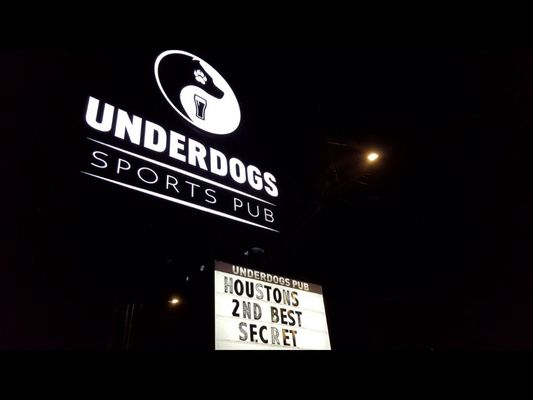 UNDERDOGS
SPORTS PUB
UNDERDOGS PUB
HOUSTONS
2ND BEST
SECRET